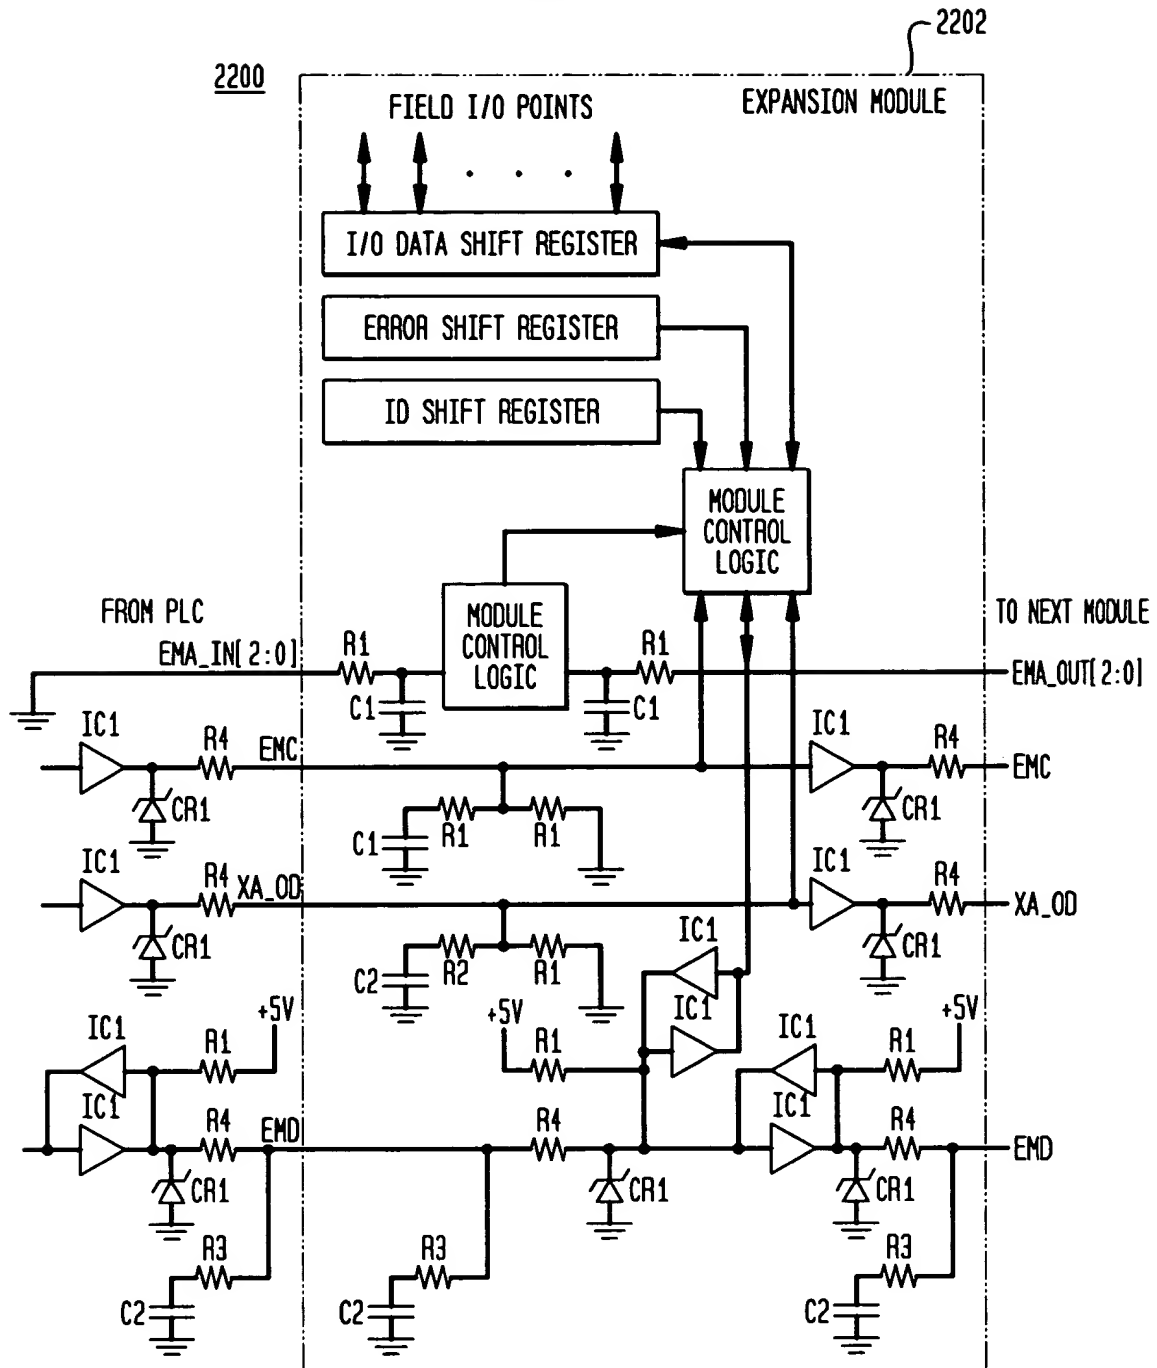 2202
2200
FIELD I/O POINTS
EXPANSION MODULE
I/O DATA SHIFT REGISTER
ERROR SHIFT REGISTER
ID SHIFT REGISTER
MODULE
CONTROL
LOGIC
FROM PLC
MODULE
CONTROL
LOGIC
TO NEXT MODULE
EMA_IN[2:0]
R1
R1
EMA_OUT[2:0]
C1
C1
IC1
R4
EMC
IC1
R4
EMC
CR1
R1
R1
C1
CR1
IC1
R4
XA_OD
IC1
R4
XA_OD
CR1
R2
R1
C2
IC1
CR1
+5V
+5V
+5V
IC1
R1
R1
IC1
IC1
R1
IC1
R4
EMD
R4
IC1
R4
EMD
CR1
CR1
CR1
R3
R3
R3
C2
C2
C2